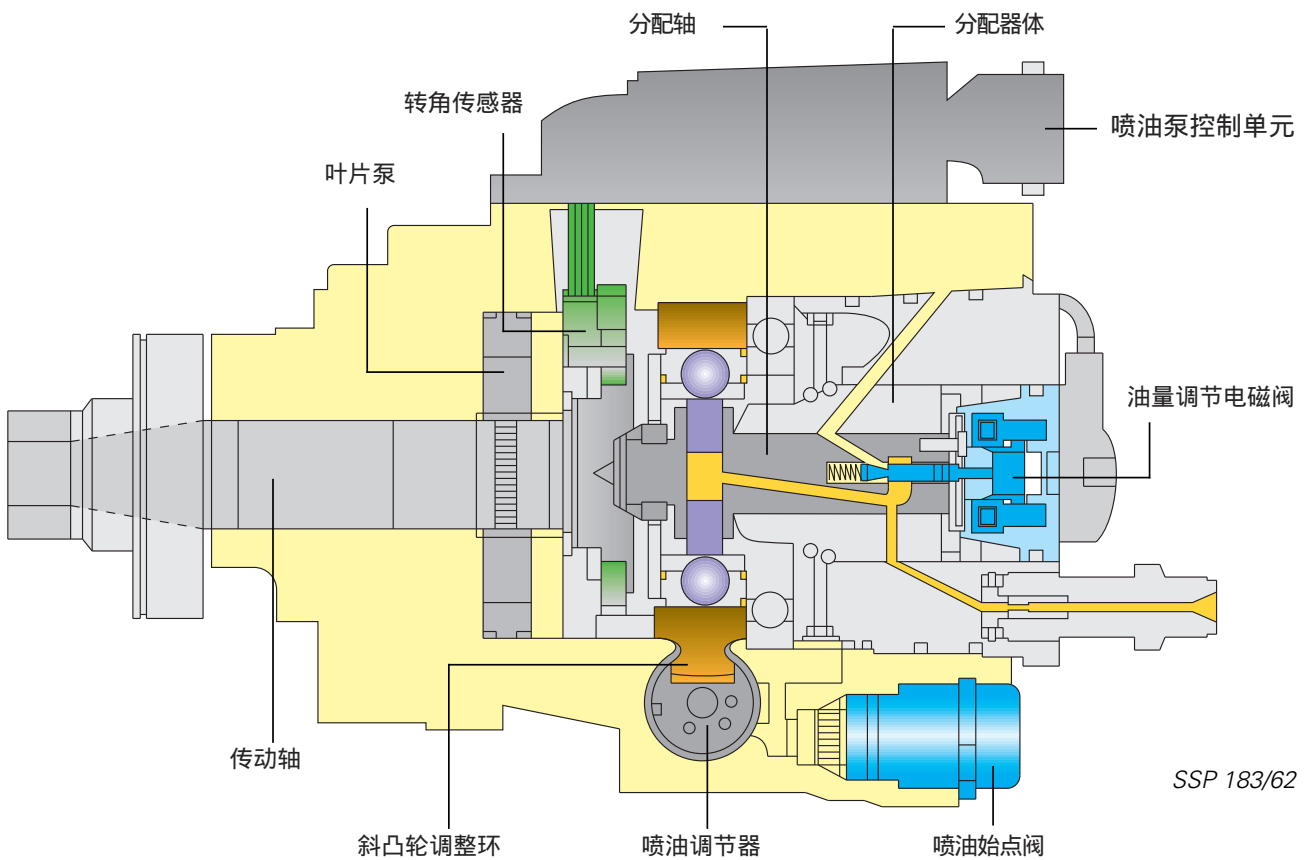 分配轴
分配器体
转角传感器
喷油泵控制单元
叶片泵
油量调节电磁阀
传动轴
SSP 183/62
斜凸轮调整环
喷油调节器
喷油始点阀